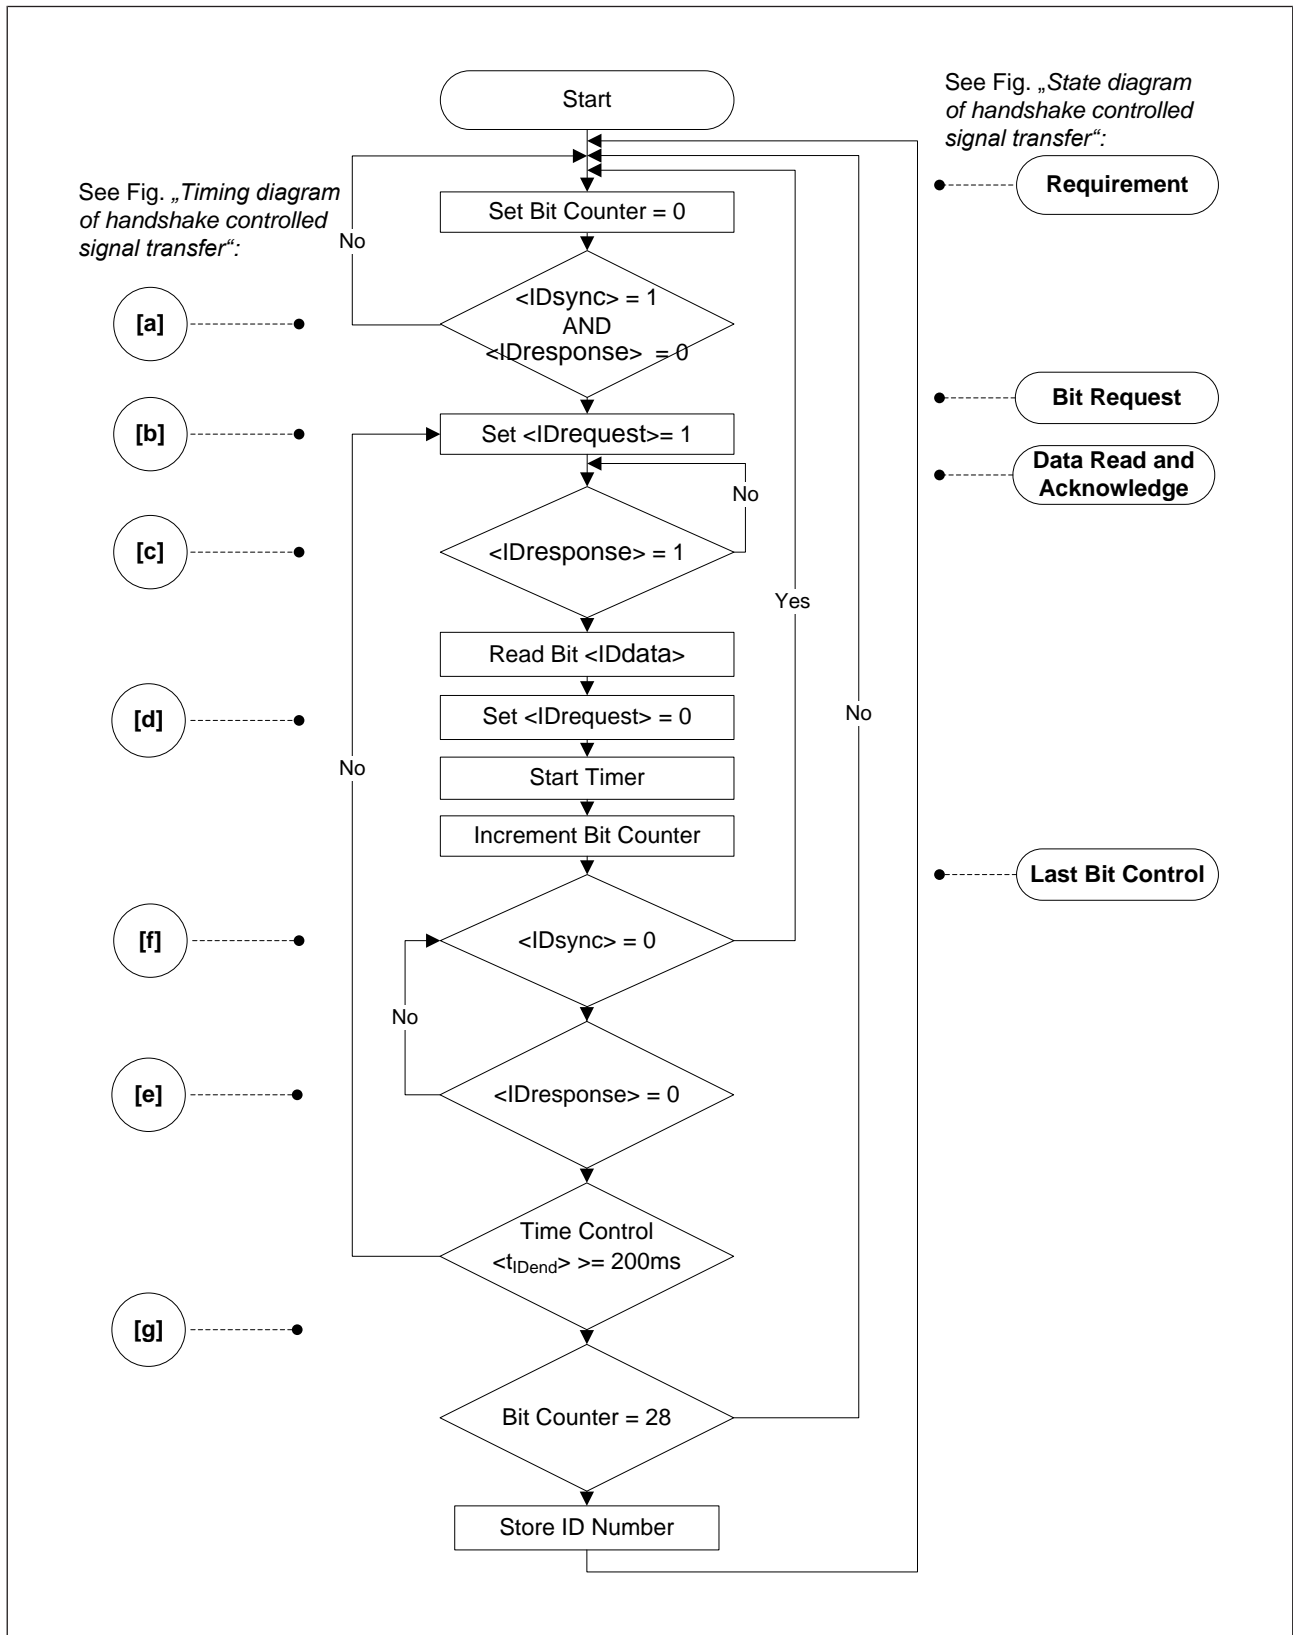 Start
See Fig. „State diagram
of handshake controlled
signal transfer“:
Requirement
See Fig. „Timing diagram
of handshake controlled
signal transfer“:
Set Bit Counter = 0
No
[a]
<IDsync> = 1
AND
<IDresponse> = 0
Bit Request
[b]
Set <IDrequest>= 1
Data Read and
Acknowledge
No
[c]
<IDresponse> = 1
Yes
Read Bit <IDdata>
[d]
Set <IDrequest> = 0
No
No
Start Timer
Increment Bit Counter
Last Bit Control
[f]
<IDsync> = 0
No
[e]
<IDresponse> = 0
Time Control
<tIDend> >= 200ms
[g]
Bit Counter = 28
Store ID Number